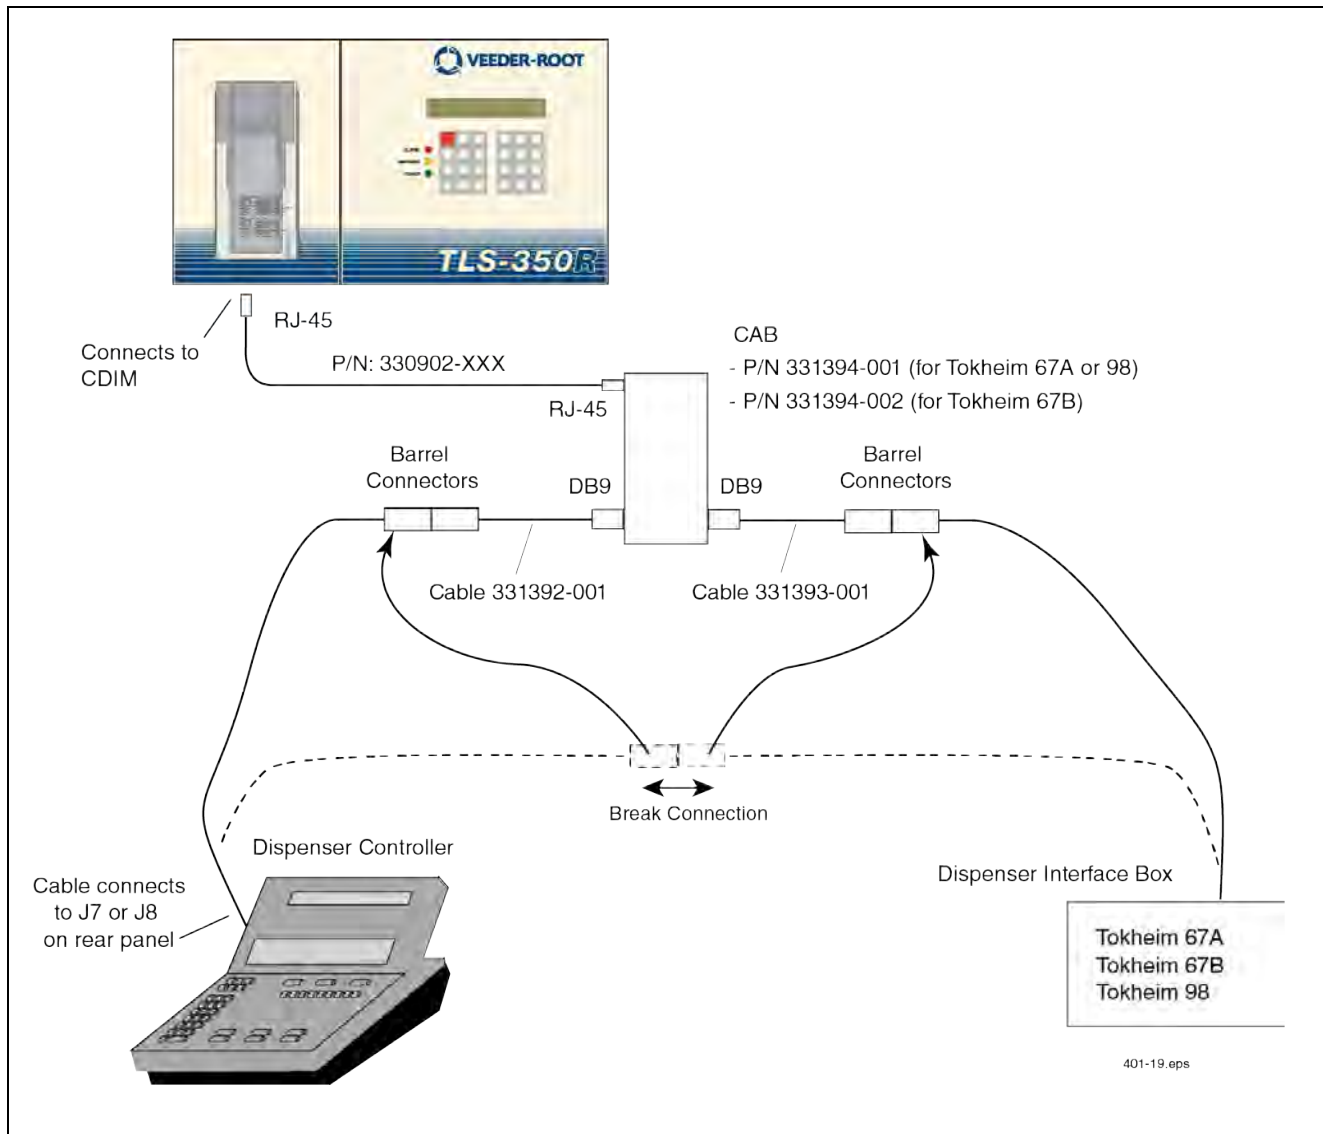 VEEDER-ROOT
TLS-350R
RJ-45
Connects to
CDIM
P/N: 330902-XXX
RJ-45
CAB
- P/N 331394-001 (for Tokheim 67A or 98)
- P/N 331394-002 (for Tokheim 67B)
Barrel
Connectors
DB9
DB9
Barrel
Connectors
Cable 331392-001
Cable 331393-001
Break Connection
Dispenser Controller
Cable connects
to J7 or J8
on rear panel
Dispenser Interface Box
Tokheim 67A
Tokheim 67B
Tokheim 98
401-19.eps